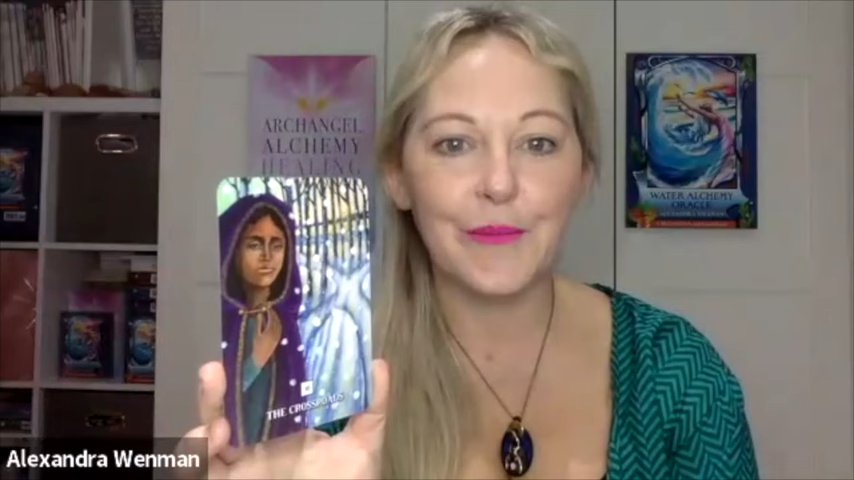 ARCHANGEL
ALCHEMY
HEALING
WATER ALCHEMY
ORACLE
THE CROSSROADS
Alexandra Wenman